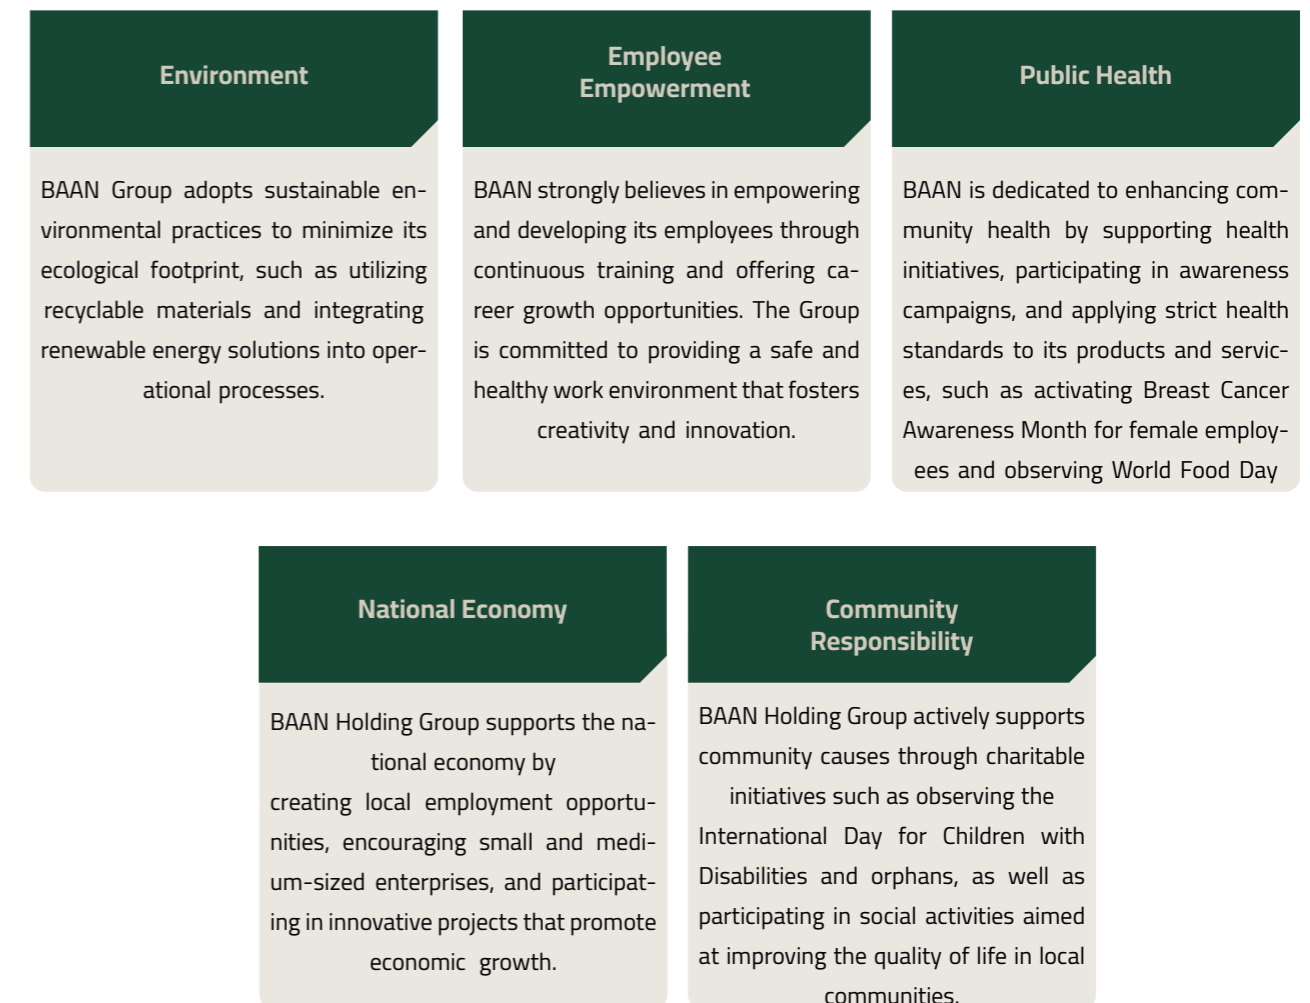 Environment
BAAN Group adopts sustainable en-
vironmental practices to minimize its
ecological footprint, such as utilizing
recyclable materials and integrating
renewable energy solutions into oper-
ational processes.
Employee
Empowerment
BAAN strongly believes in empowering
and developing its employees through
continuous training and offering ca-
reer growth opportunities. The Group
is committed to providing a safe and
healthy work environment that fosters
creativity and innovation.
Public Health
BAAN is dedicated to enhancing com-
munity health by supporting health
initiatives, participating in awareness
campaigns, and applying strict health
standards to its products and servic-
es, such as activating Breast Cancer
Awareness Month for female employ-
ees and observing World Food Day
National Economy
BAAN Holding Group supports the na-
tional economy by
creating local employment opportu-
nities, encouraging small and medi-
um-sized enterprises, and participat-
ing in innovative projects that promote
economic growth.
Community
Responsibility
BAAN Holding Group actively supports
community causes through charitable
initiatives such as observing the
International Day for Children with
Disabilities and orphans, as well as
participating in social activities aimed
at improving the quality of life in local
communities.